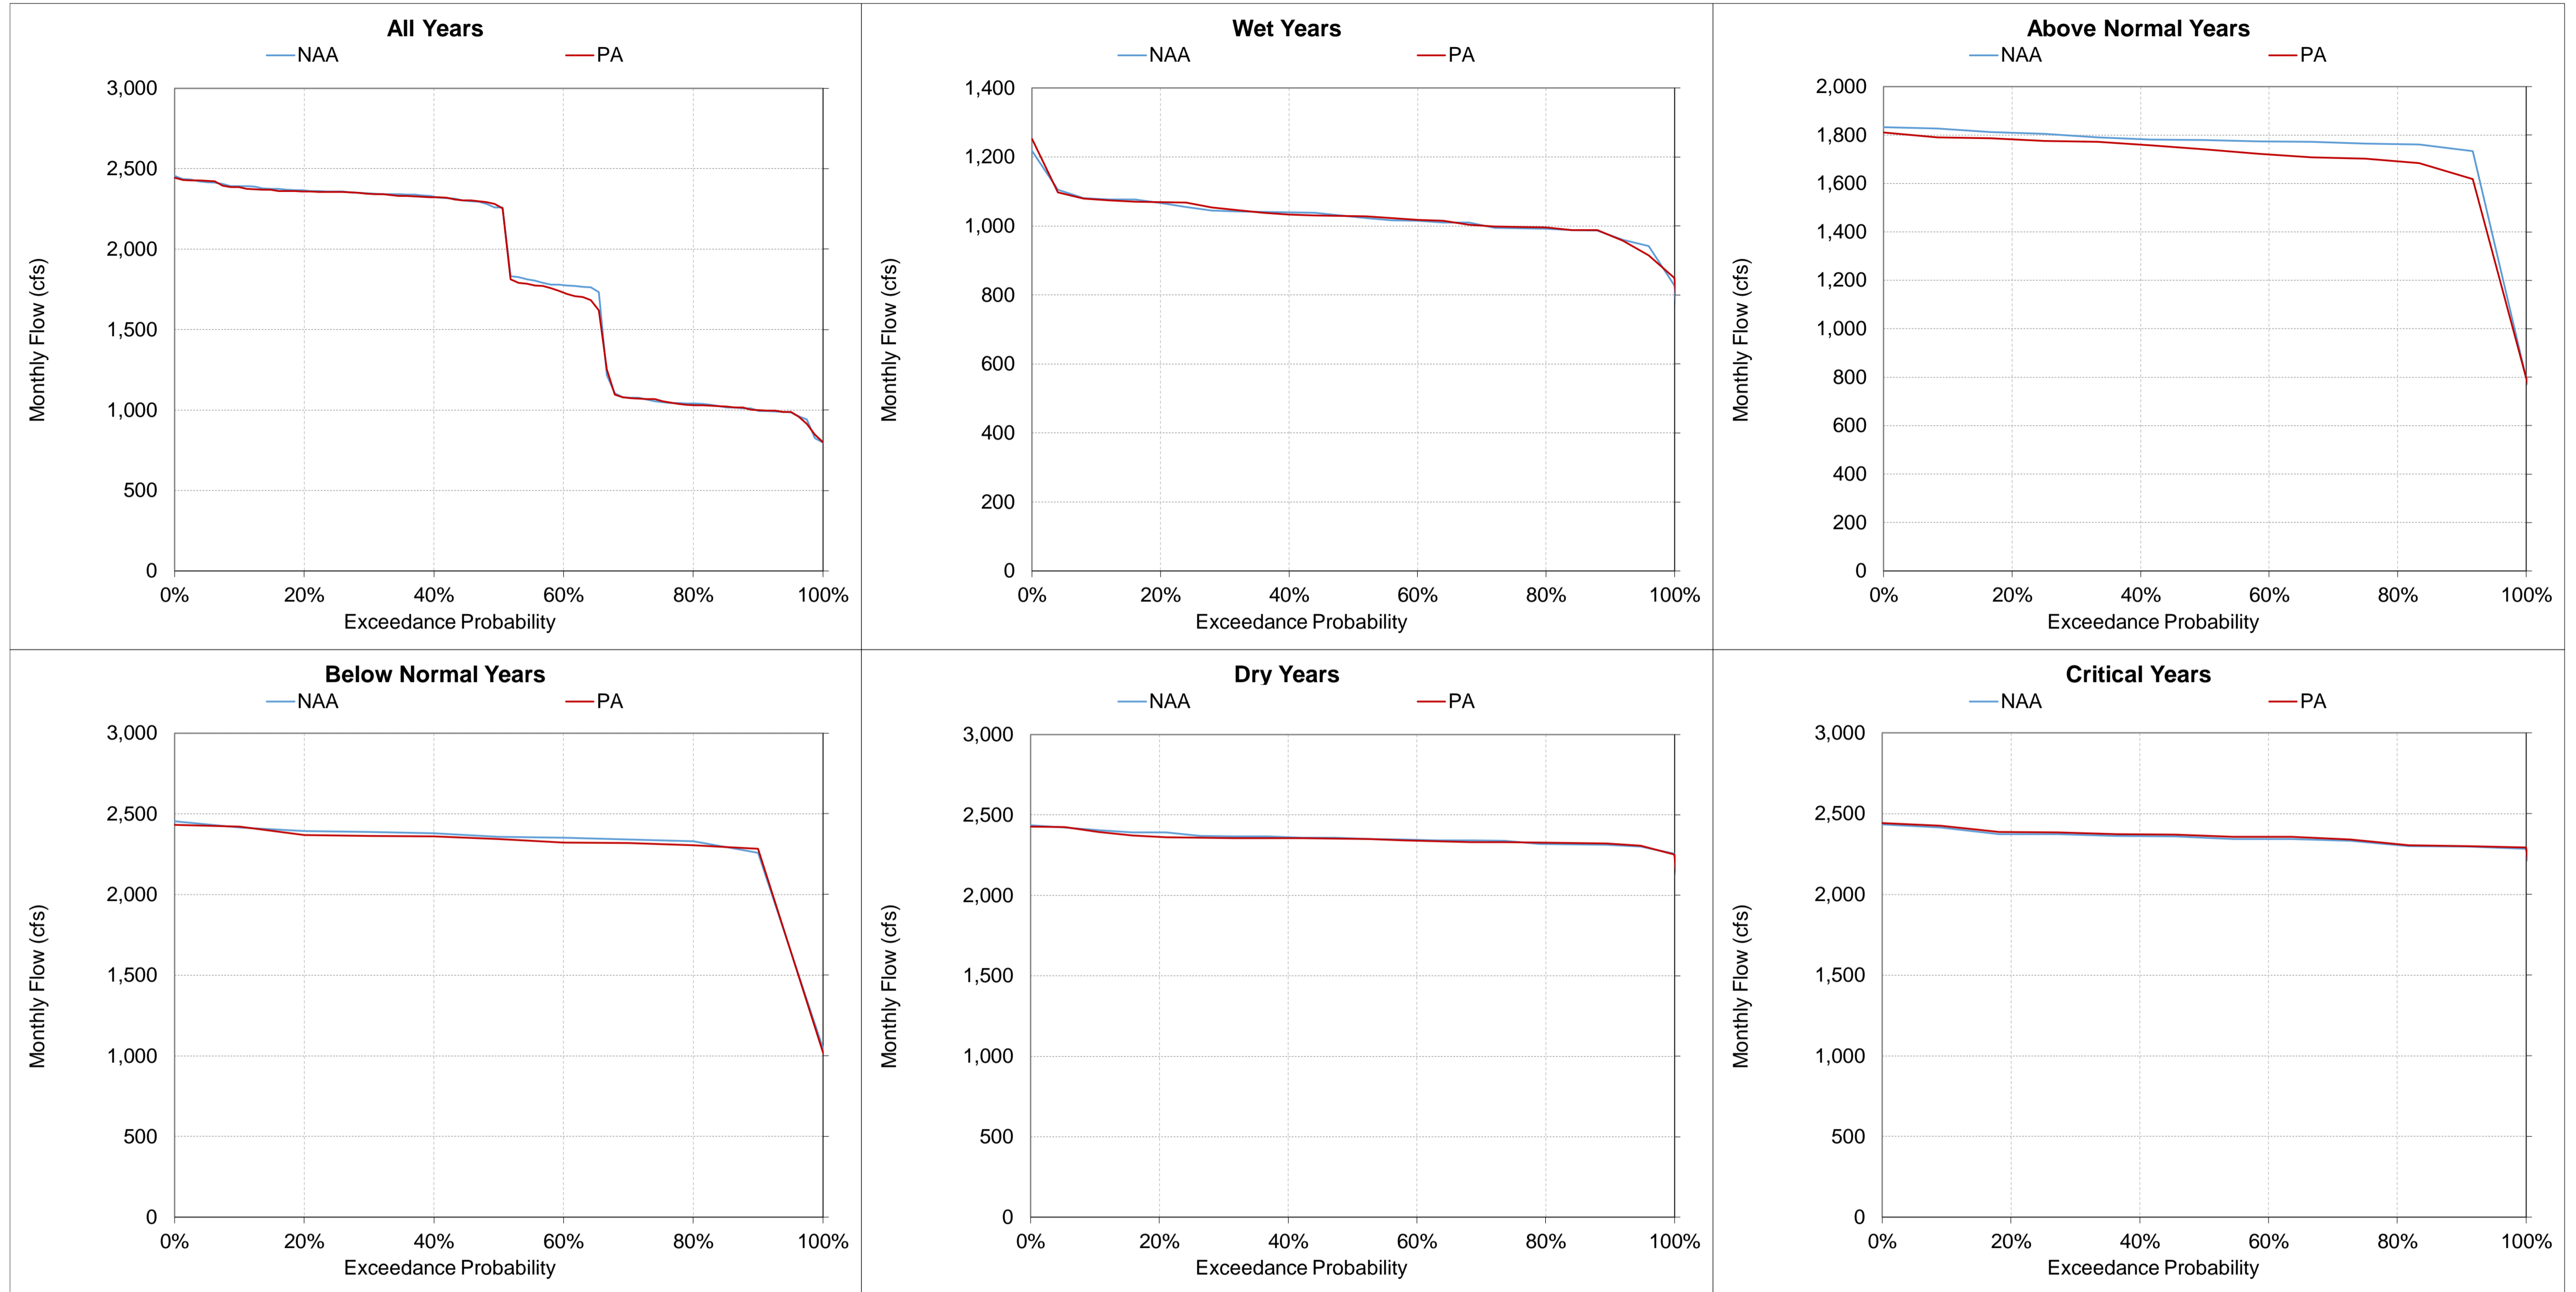 All Years
NAA PA
3,000
2,500
2,000
1,500
1,000
500
0
Monthly Flow (cfs)
0% 20% 40% 60% 80% 100%
Exceedance Probability
Wet Years
NAA PA
1,400
1,200
1,000
800
600
400
200
0
Monthly Flow (cfs)
0% 20% 40% 60% 80% 100%
Exceedance Probability
Above Normal Years
NAA PA
2,000
1,800
1,600
1,400
1,200
1,000
800
600
400
200
0
Monthly Flow (cfs)
0% 20% 40% 60% 80% 100%
Exceedance Probability
Below Normal Years
NAA PA
3,000
2,500
2,000
1,500
1,000
500
0
Monthly Flow (cfs)
0% 20% 40% 60% 80% 100%
Exceedance Probability
Dry Years
NAA PA
3,000
2,500
2,000
1,500
1,000
500
0
Monthly Flow (cfs)
0% 20% 40% 60% 80% 100%
Exceedance Probability
Critical Years
NAA PA
3,000
2,500
2,000
1,500
1,000
500
0
Monthly Flow (cfs)
0% 20% 40% 60% 80% 100%
Exceedance Probability